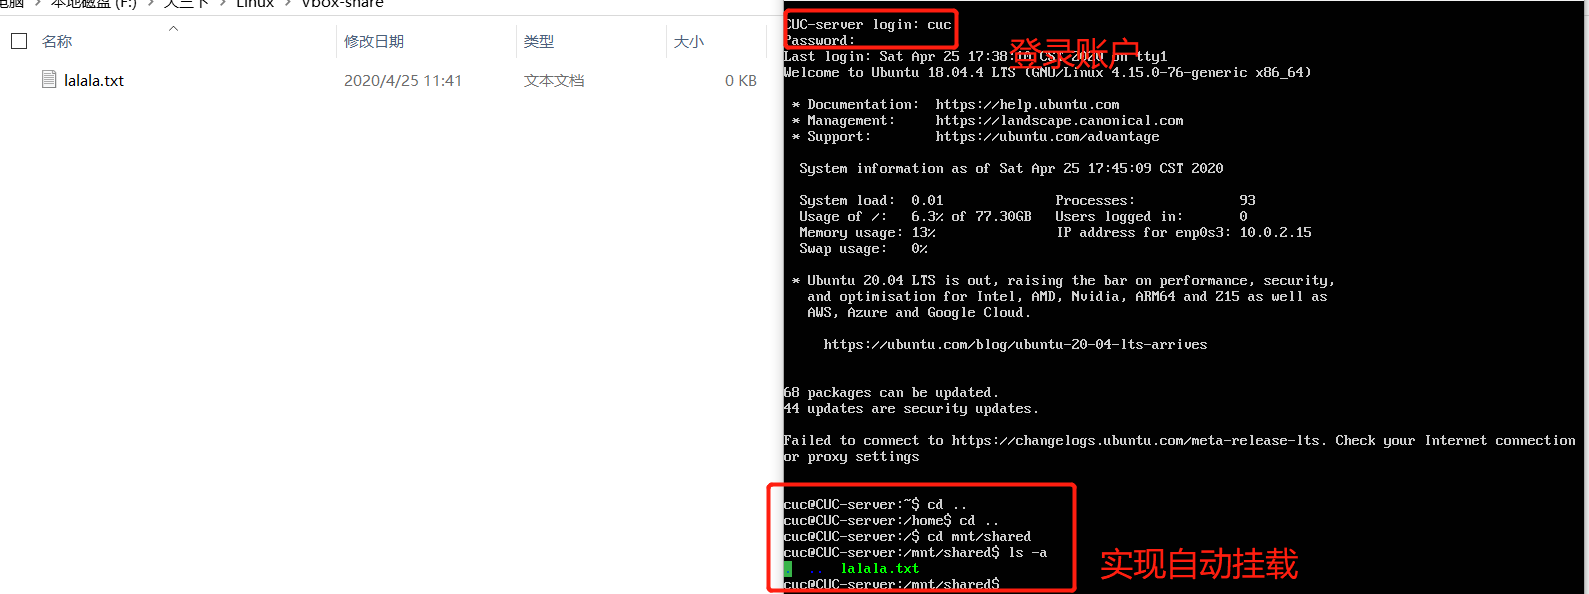 电脑 > 本地磁盘 (F:) > 大三下 > Linux > Vbox-share
名称 修改日期 类型 大小
lalala.txt 2020/4/25 11:41 文本文档 0 KB
CUC-server login: cuc
Password:
登录账户
Last login: Sat Apr 25 17:38:10 CST 2020 on tty1
Welcome to Ubuntu 18.04.4 LTS (GNU/Linux 4.15.0-76-generic x86_64)
* Documentation: https://help.ubuntu.com
* Management: https://landscape.canonical.com
* Support: https://ubuntu.com/advantage
System information as of Sat Apr 25 17:45:09 CST 2020
System load: 0.01 Processes: 93
Usage of /: 6.3% of 77.30GB Users logged in: 0
Memory usage: 13% IP address for enp0s3: 10.0.2.15
Swap usage: 0%
* Ubuntu 20.04 LTS is out, raising the bar on performance, security,
and optimisation for Intel, AMD, Nvidia, ARM64 and Z15 as well as
AWS, Azure and Google Cloud.
https://ubuntu.com/blog/ubuntu-20-04-lts-arrives
68 packages can be updated.
44 updates are security updates.
Failed to connect to https://changelogs.ubuntu.com/meta-release-lts. Check your Internet connection
or proxy settings
cuc@CUC-server:~$ cd ..
cuc@CUC-server:/home$ cd ..
cuc@CUC-server:/$ cd mnt/shared
cuc@CUC-server:/mnt/shared$ ls -a
. .. lalala.txt
cuc@CUC-server:/mnt/shared$
实现自动挂载